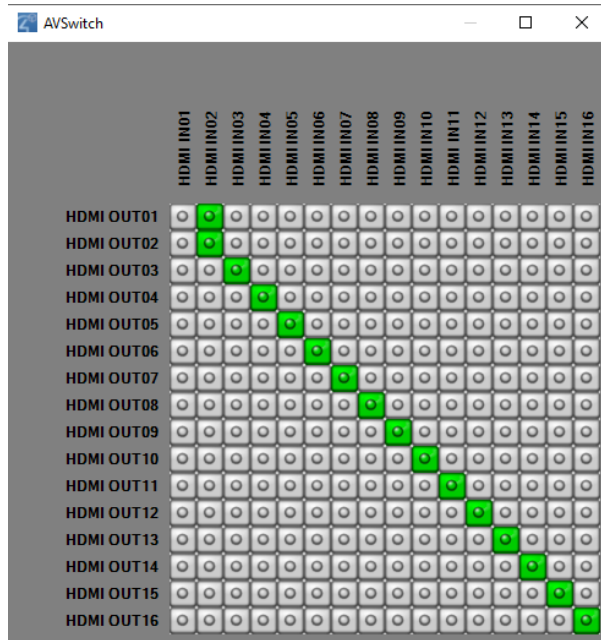 AVSwitch
HDMI IN01
HDMI IN02
HDMI IN03
HDMI IN04
HDMI IN05
HDMI IN06
HDMI IN07
HDMI IN08
HDMI IN09
HDMI IN10
HDMI IN11
HDMI IN12
HDMI IN13
HDMI IN14
HDMI IN15
HDMI IN16
HDMI OUT01
HDMI OUT02
HDMI OUT03
HDMI OUT04
HDMI OUT05
HDMI OUT06
HDMI OUT07
HDMI OUT08
HDMI OUT09
HDMI OUT10
HDMI OUT11
HDMI OUT12
HDMI OUT13
HDMI OUT14
HDMI OUT15
HDMI OUT16